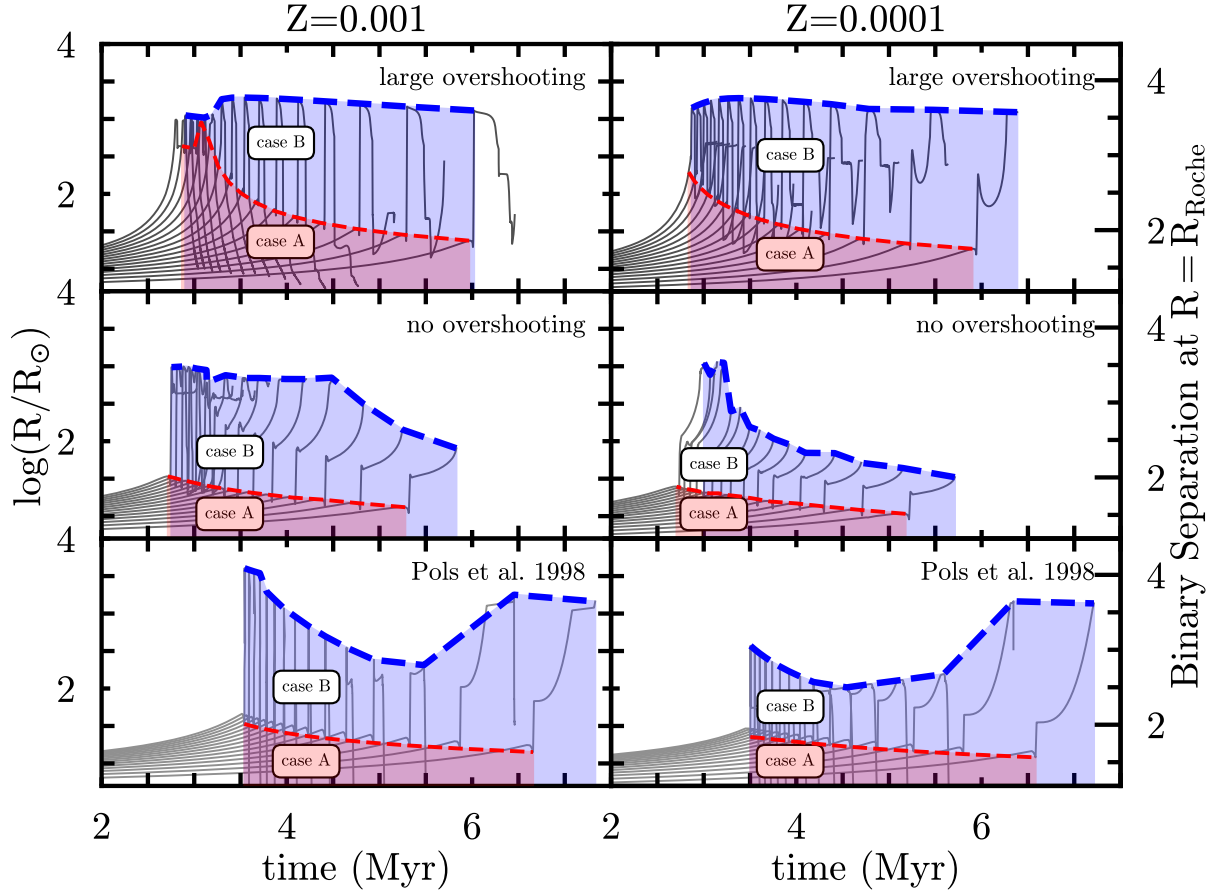 Z=0.001
Z=0.0001
4
large overshooting
large overshooting
4
case B
case B
2
2
case A
case A
4
no overshooting
no overshooting
4
case B
case B
2
2
case A
case A
4
Pols et al. 1998
Pols et al. 1998
4
case B
case B
2
2
case A
case A
2
4
6
4
6
time (Myr)
time (Myr)
log(R/R⊙)
Binary Separation at R = R_Roche